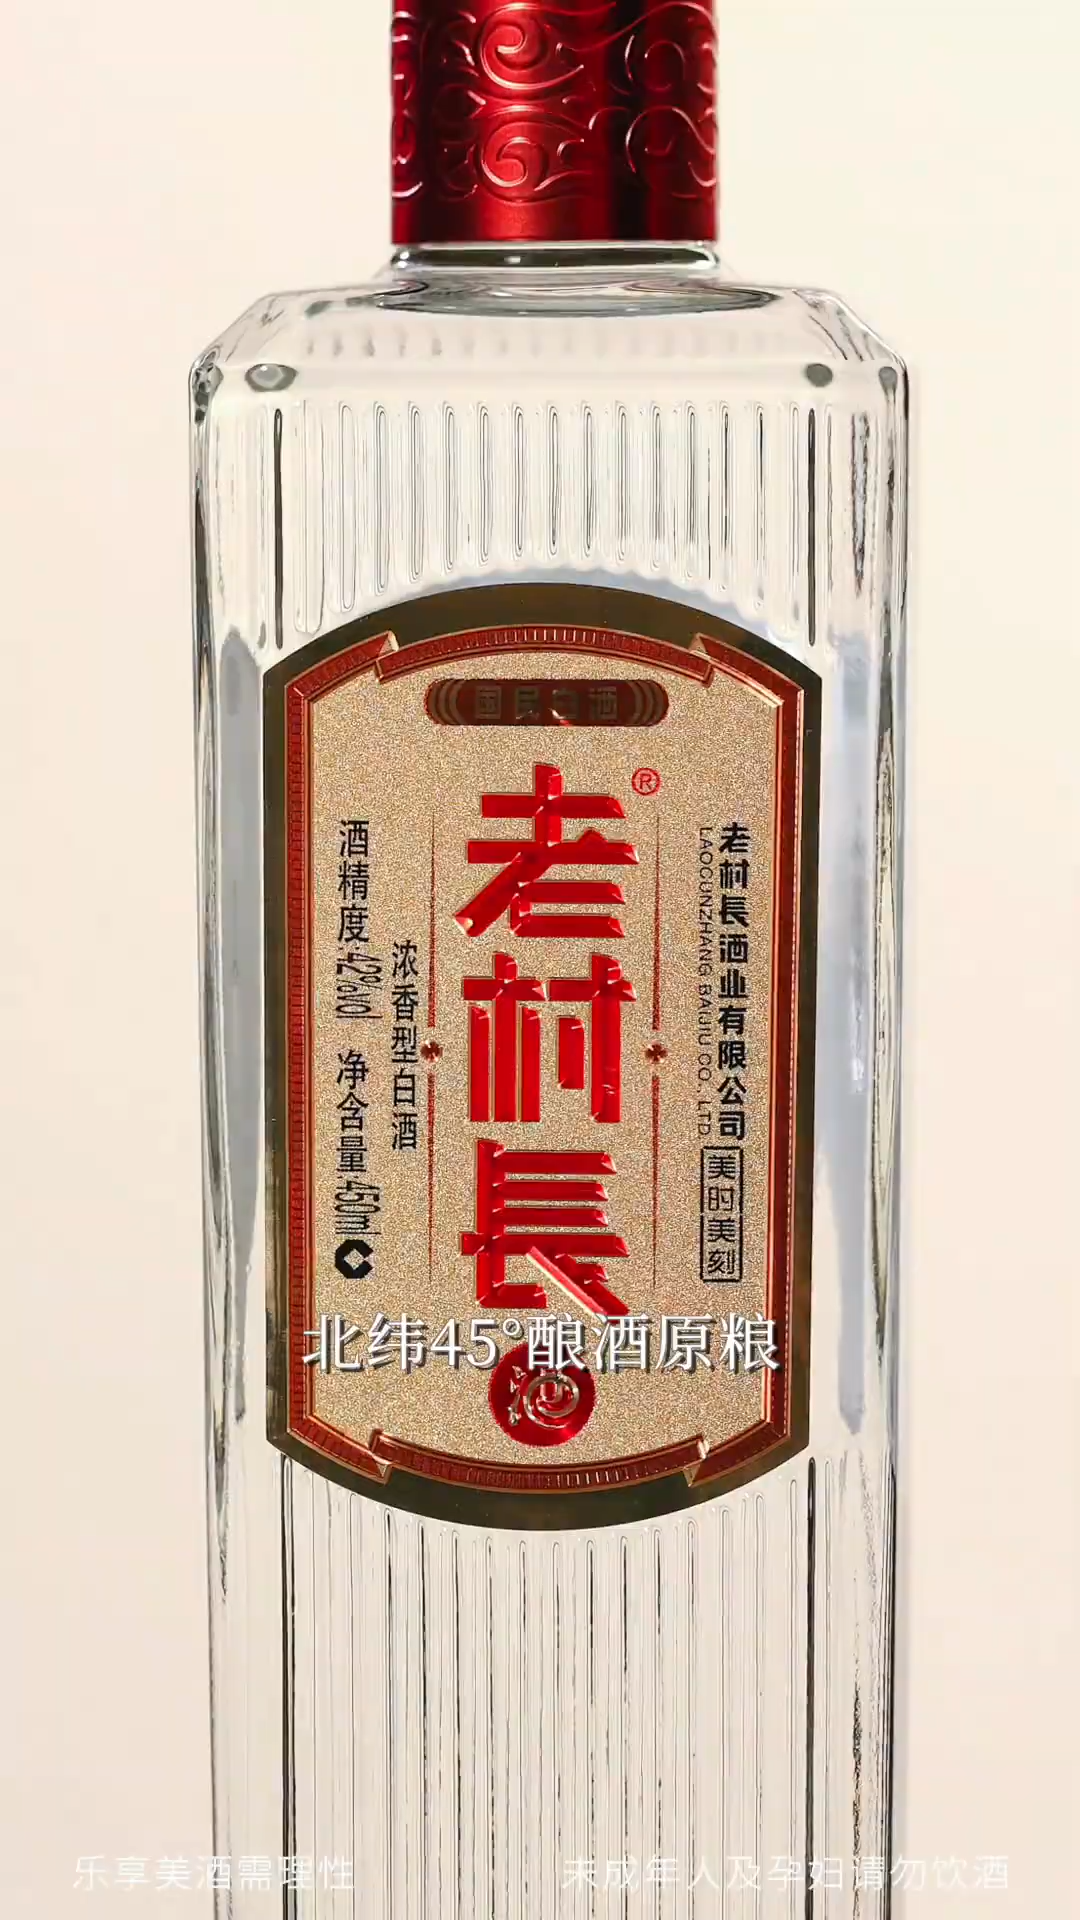 国民白酒
老村長®
老村長酒业有限公司
LAOCUNZHANG BAIJIU CO., LTD.
美时美刻
浓香型白酒
酒精度:42%vol 净含量:450ml
北纬45°酿酒原粮
酒
乐享美酒需理性
未成年人及孕妇请勿饮酒